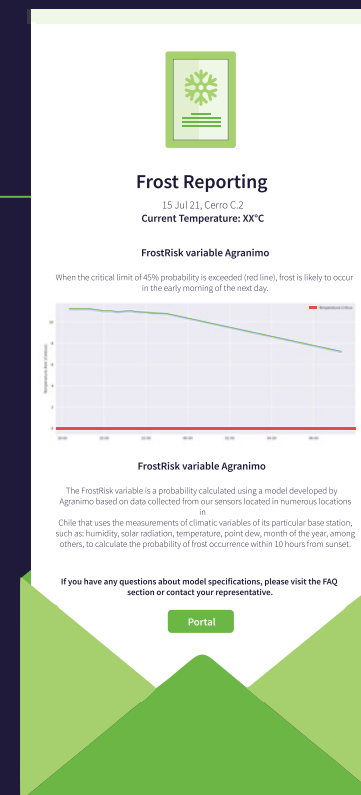 Frost Reporting
15 Jul 21, Cerro C.2
Current Temperature: XX°C
FrostRisk variable Agranimo
When the critical limit of 45% probability is exceeded (red line), frost is likely to occur
in the early morning of the next day.
10
8
6
4
2
0
FrostRisk variable Agranimo
The FrostRisk variable is a probability calculated using a model developed by
Agranimo based on data collected from our sensors located in numerous locations
in
Chile that uses the measurements of climatic variables of its particular base station,
such as: humidity, solar radiation, temperature, point dew, month of the year, among
others, to calculate the probability of frost occurrence within 10 hours from sunset.
If you have any questions about model specifications, please visit the FAQ
section or contact your representative.
Portal